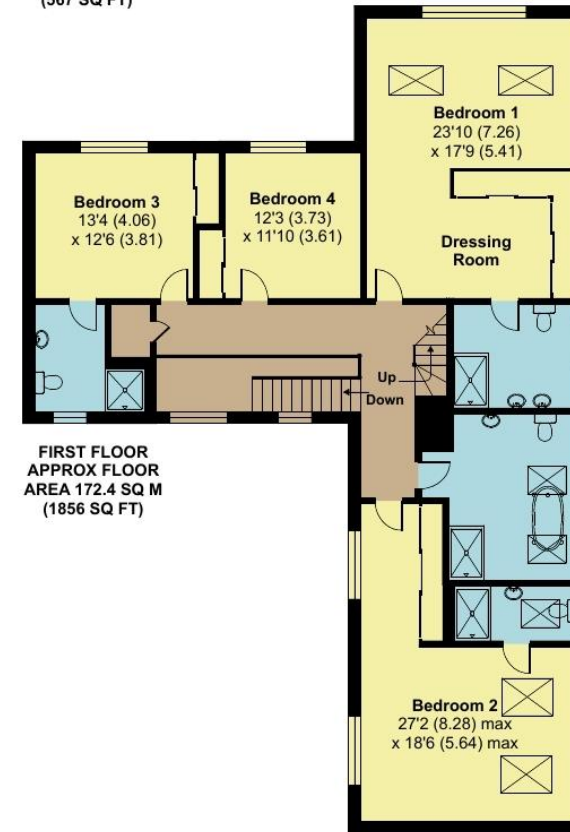 (567 SQ FT)
Bedroom 1
23'10 (7.26)
x 17'9 (5.41)
Bedroom 3
13'4 (4.06)
x 12'6 (3.81)
Bedroom 4
12'3 (3.73)
x 11'10 (3.61)
Dressing
Room
Up
Down
FIRST FLOOR
APPROX FLOOR
AREA 172.4 SQ M
(1856 SQ FT)
Bedroom 2
27'2 (8.28) max
x 18'6 (5.64) max